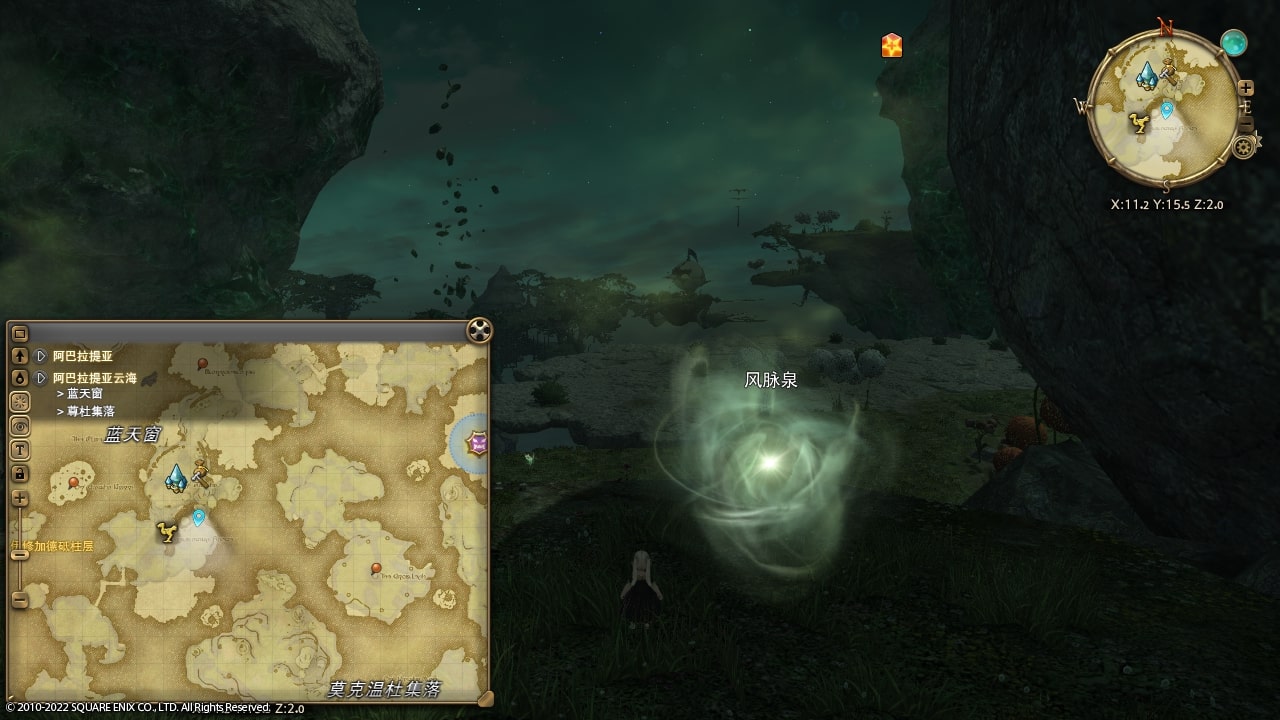 N
W
E
S
X:11.2 Y:15.5 Z:2.0
风脉泉
阿巴拉提亚
阿巴拉提亚云海
> 蓝天窗
> 尊杜集落
蓝天窗
T
修加德砥柱层
莫克温杜集落
© 2010-2022 SQUARE ENIX CO., LTD. All Rights Reserved. Z:2.0